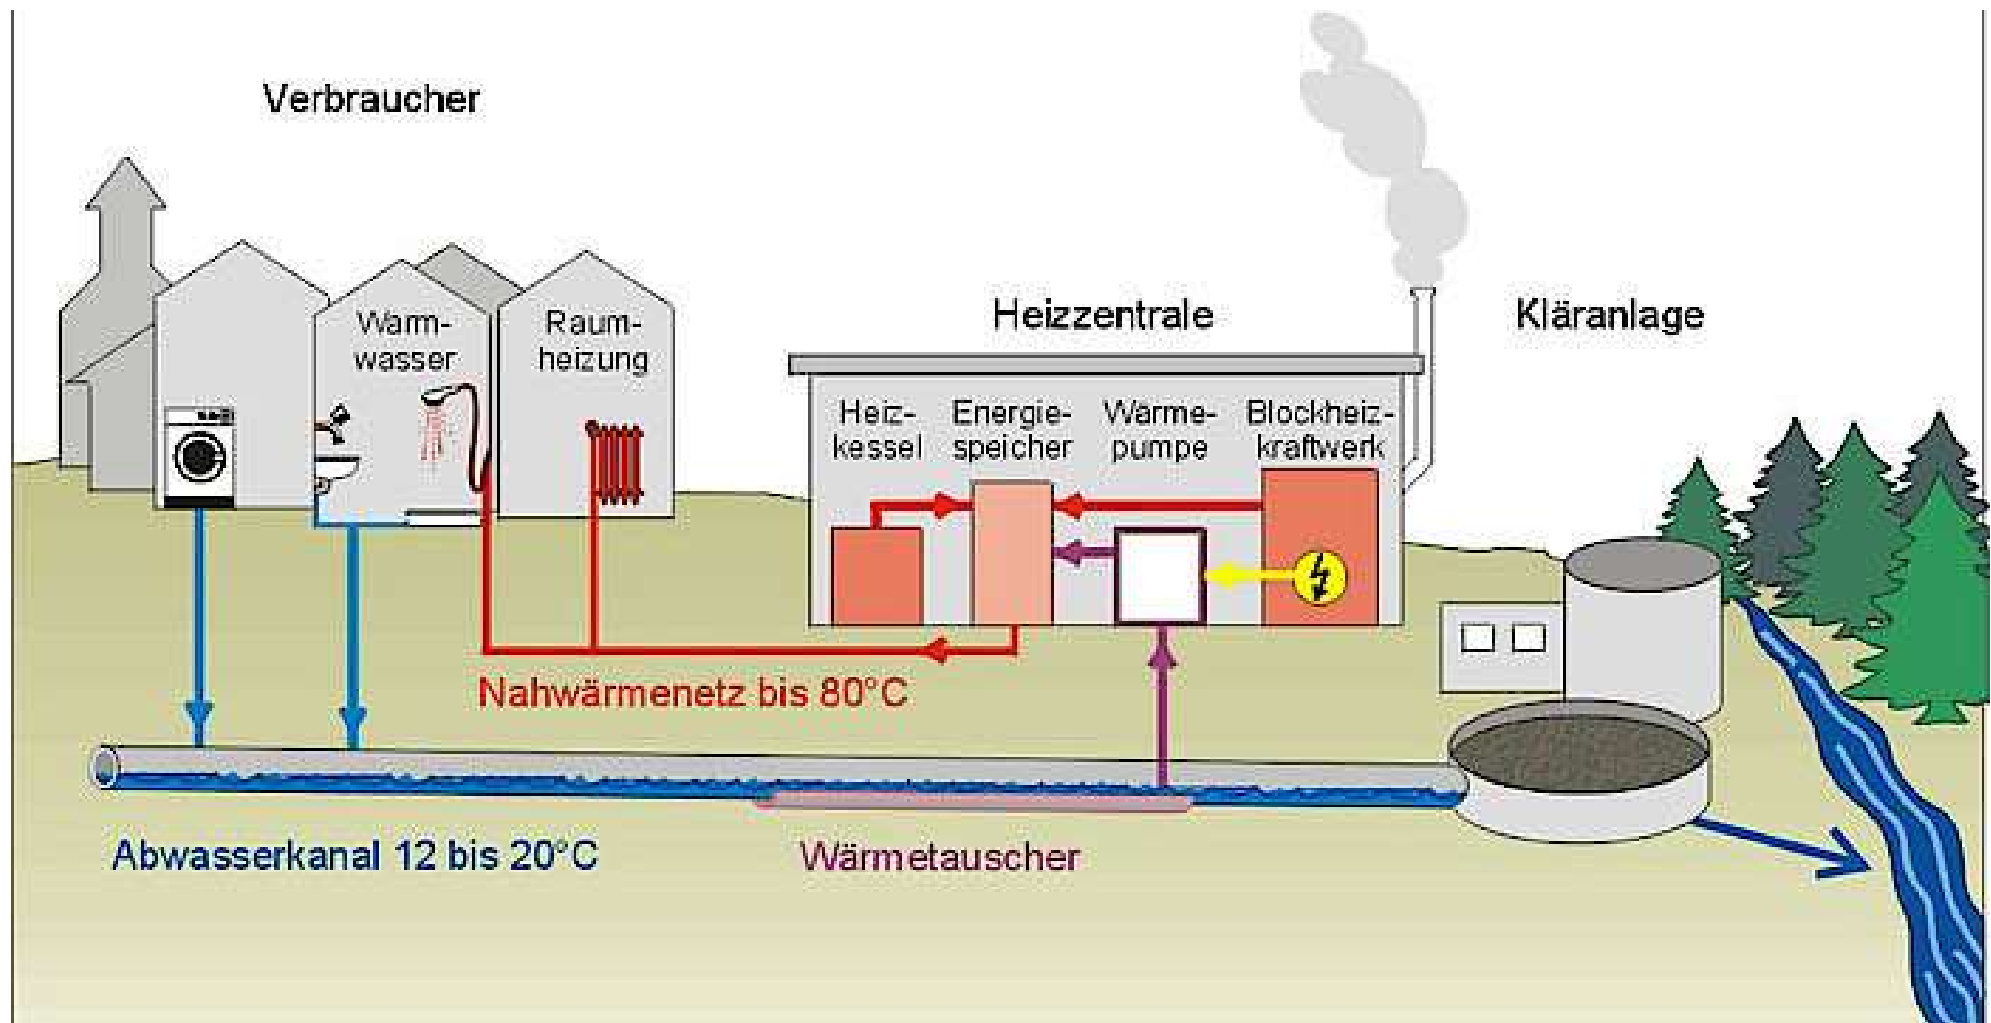 Verbraucher
Warm-
wasser
Raum-
heizung
Heizzentrale
Kläranlage
Heiz-
kessel
Energie-
speicher
Wärme-
pumpe
Blockheiz-
kraftwerk
Nahwärmenetz bis 80°C
Abwasserkanal 12 bis 20°C
Wärmetauscher